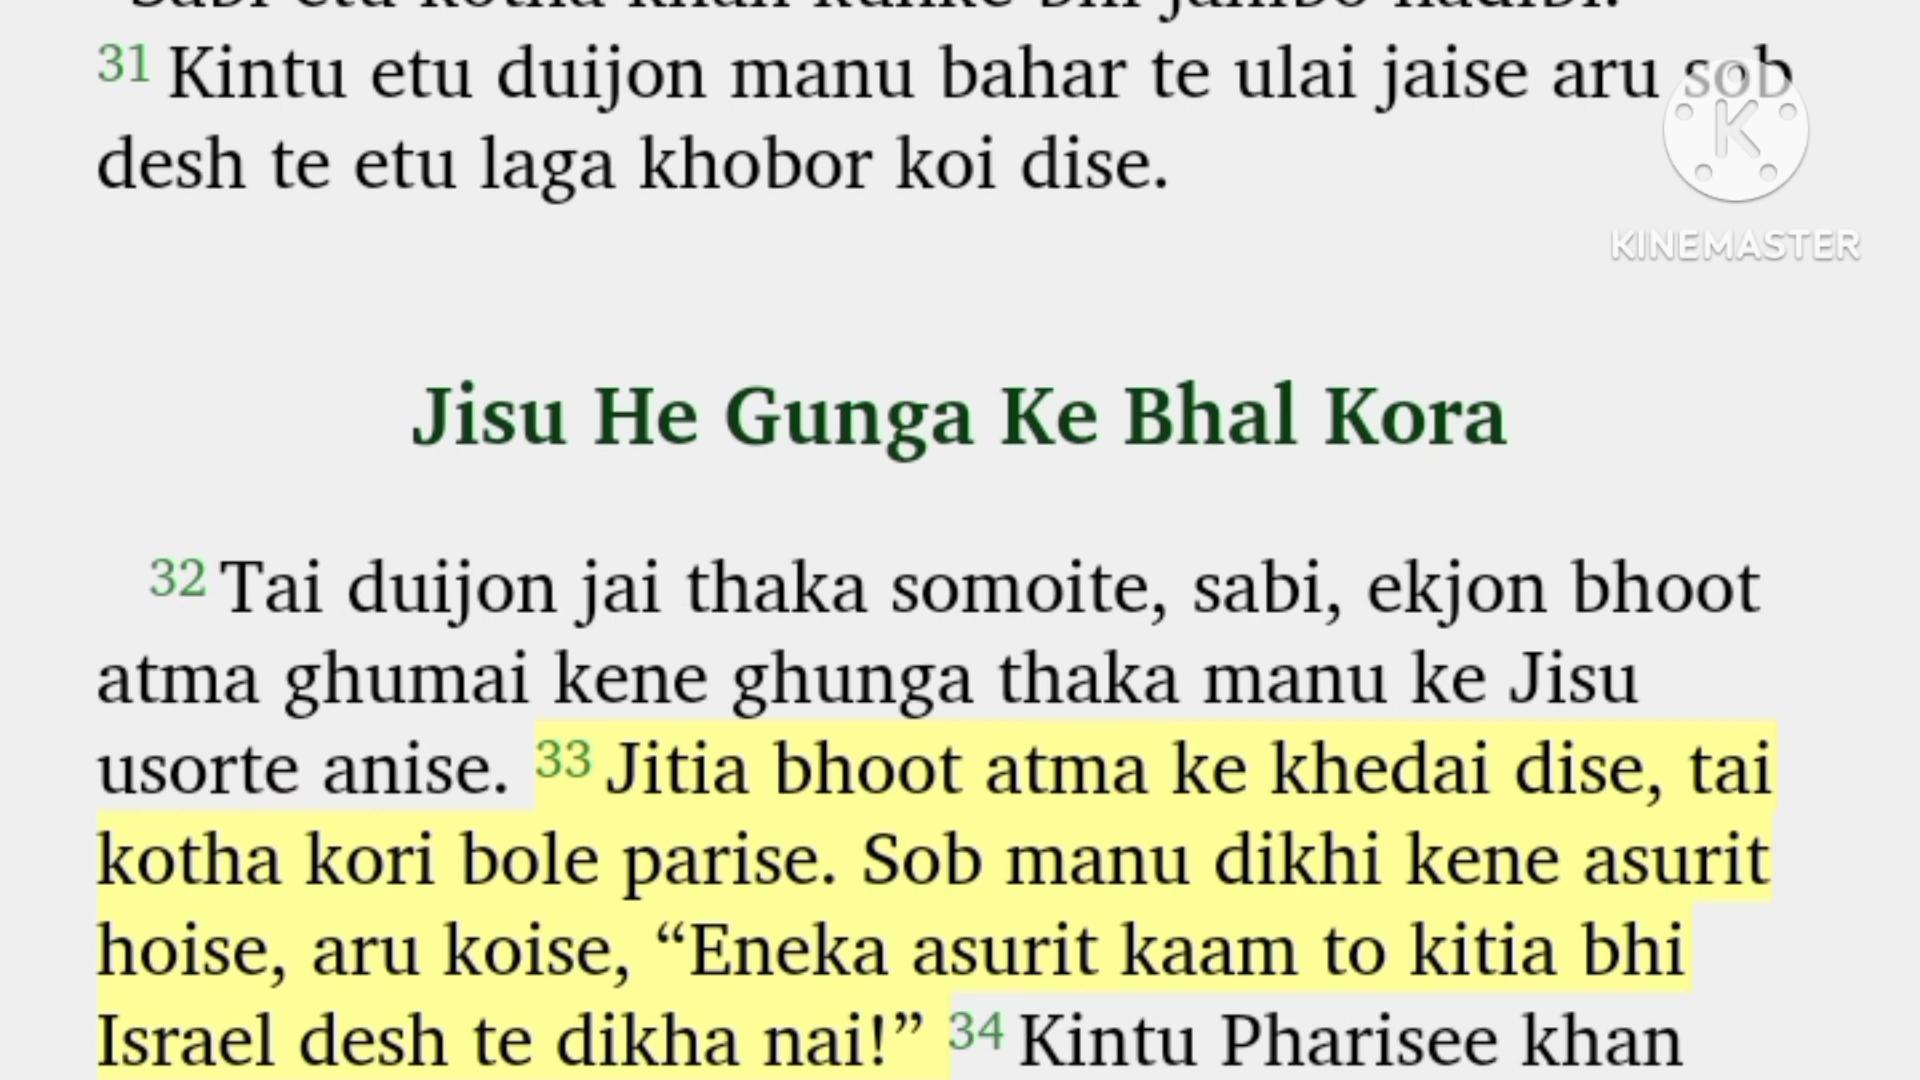 31 Kintu etu duijon manu bahar te ulai jaise aru sob
desh te etu laga khobor koi dise.
KINEMASTER
Jisu He Gunga Ke Bhal Kora
32 Tai duijon jai thaka somoite, sabi, ekjon bhoot
atma ghumai kene ghunga thaka manu ke Jisu
usorte anise. 33 Jitia bhoot atma ke khedai dise, tai
kotha kori bole parise. Sob manu dikhi kene asurit
hoise, aru koise, “Eneka asurit kaam to kitia bhi
Israel desh te dikha nai!” 34 Kintu Pharisee khan